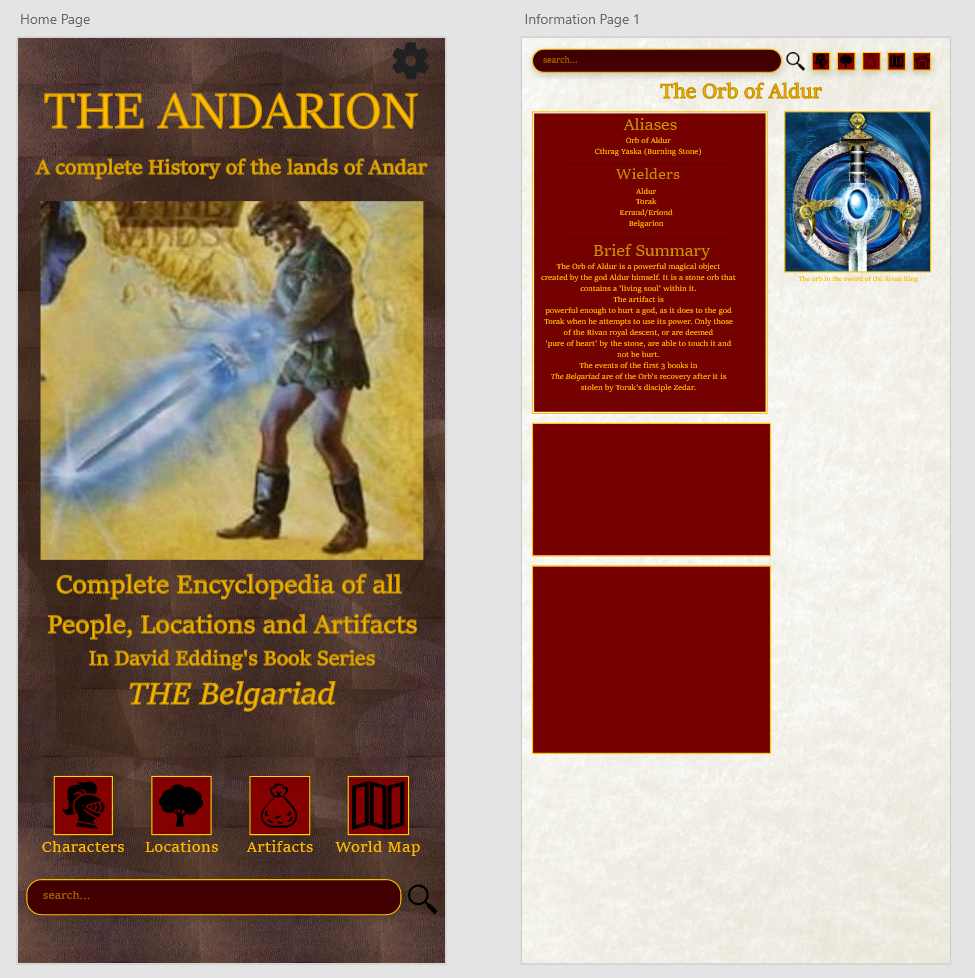 Home Page
THE ANDARION
A complete History of the lands of Andar
Complete Encyclopedia of all
People, Locations and Artifacts
In David Edding's Book Series
THE Belgariad
Characters Locations Artifacts World Map
search...
Information Page 1
search...
The Orb of Aldur
Aliases
Orb of Aldur
Cthrag Yaska (Burning Stone)
Wielders
Aldur
Torak
Errand/Eriond
Belgarion
Brief Summary
The Orb of Aldur is a powerful magical object
created by the god Aldur himself. It is a stone orb that
contains a 'living soul' within it.
The artifact is
powerful enough to hurt a god, as it does to the god
Torak when he attempts to use its power. Only those
of the Rivan royal descent, or are deemed
'pure of heart' by the stone, are able to touch it and
not be hurt.
The events of the first 3 books in
The Belgariad are of the Orb's recovery after it is
stolen by Torak's disciple Zedar.
The orb in the sword of the Rivan King